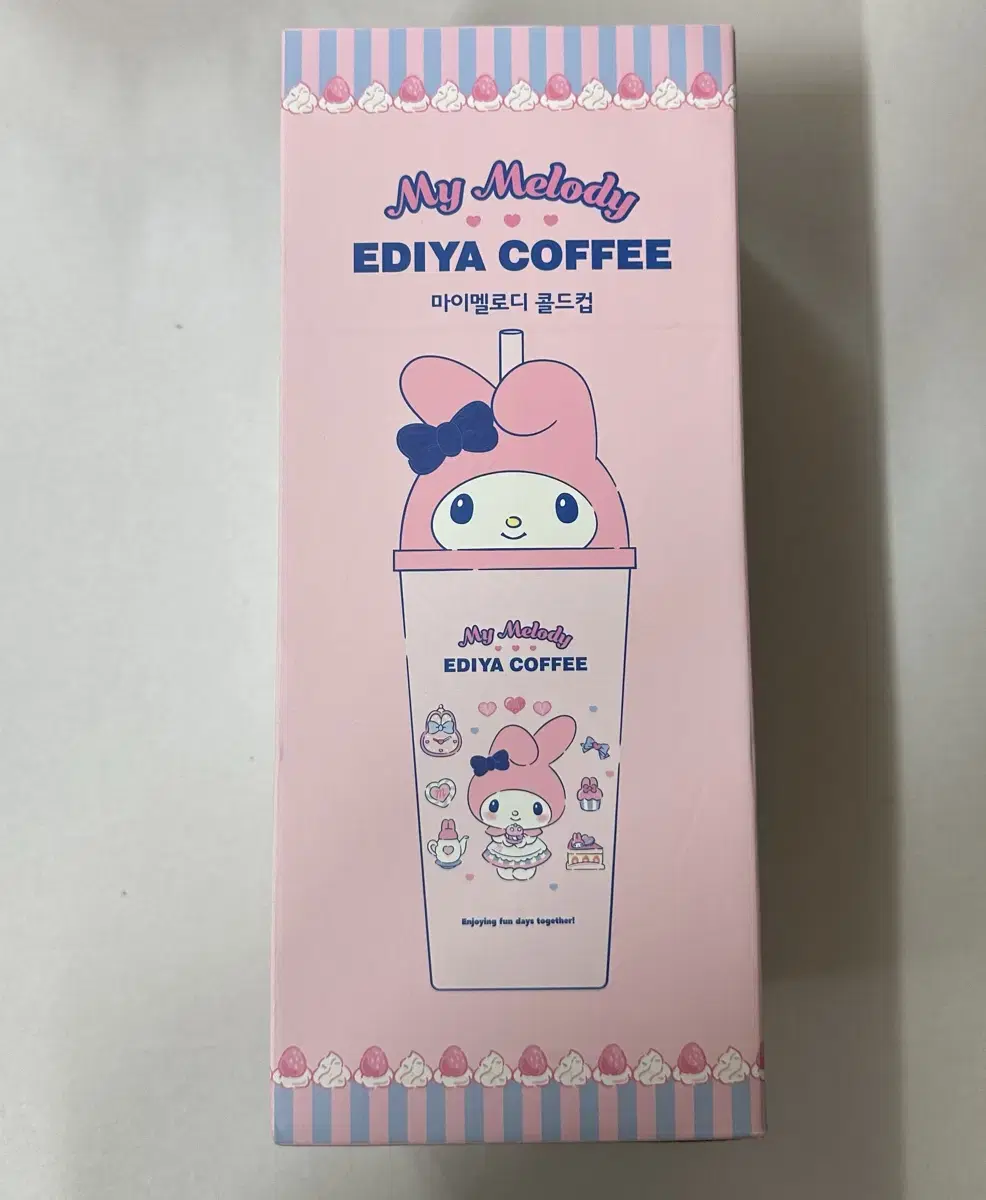 My Melody
EDIYA COFFEE
마이멜로디 콜드컵
My Melody
EDIYA COFFEE
Enjoying fun days together!